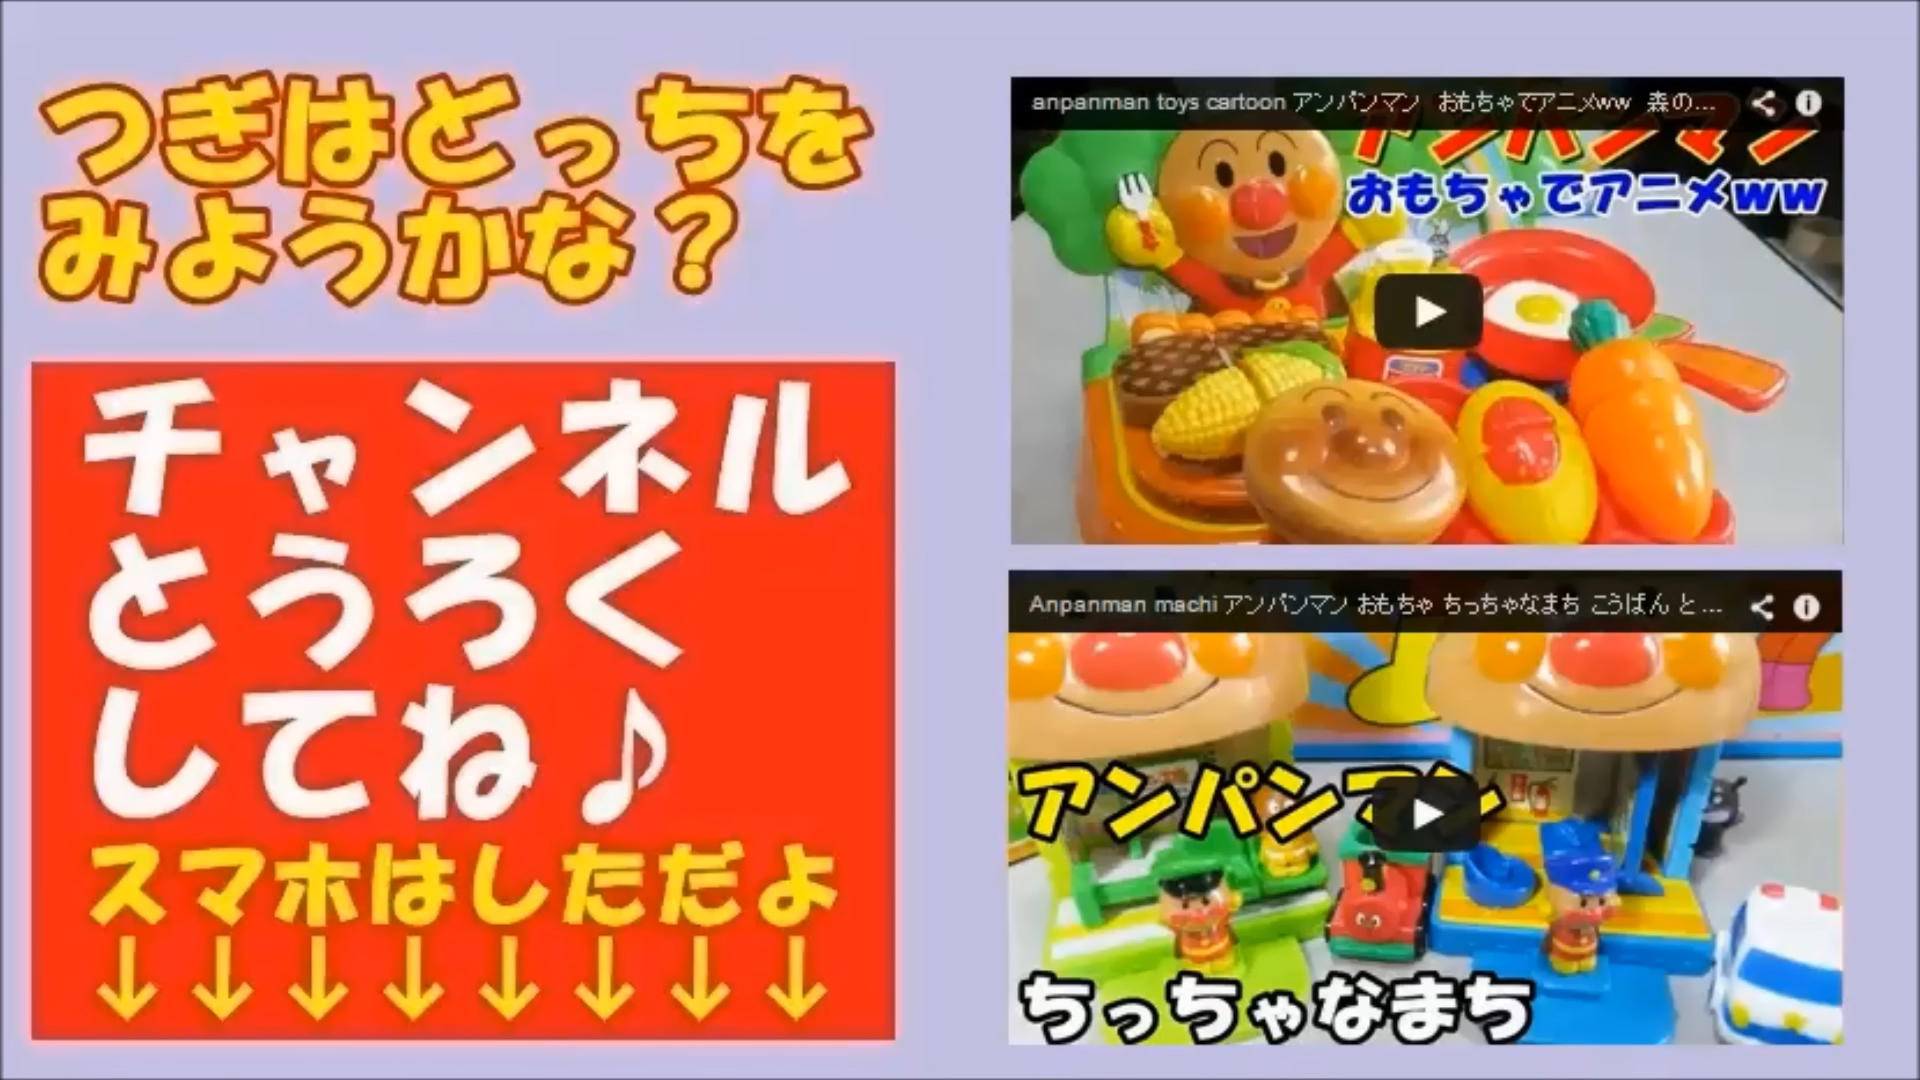 つぎはどっちを
みようかな？
チャンネル
とうろく
してね♪
スマホはしただよ
↓↓↓↓↓↓↓↓
anpanman toys cartoon アンパンマン おもちゃでアニメww 森の...
アンパンマン
おもちゃでアニメww
Anpanman machi アンパンマン おもちゃ ちっちゃなまち こうばん と ...
アンパンマン
ちっちゃなまち